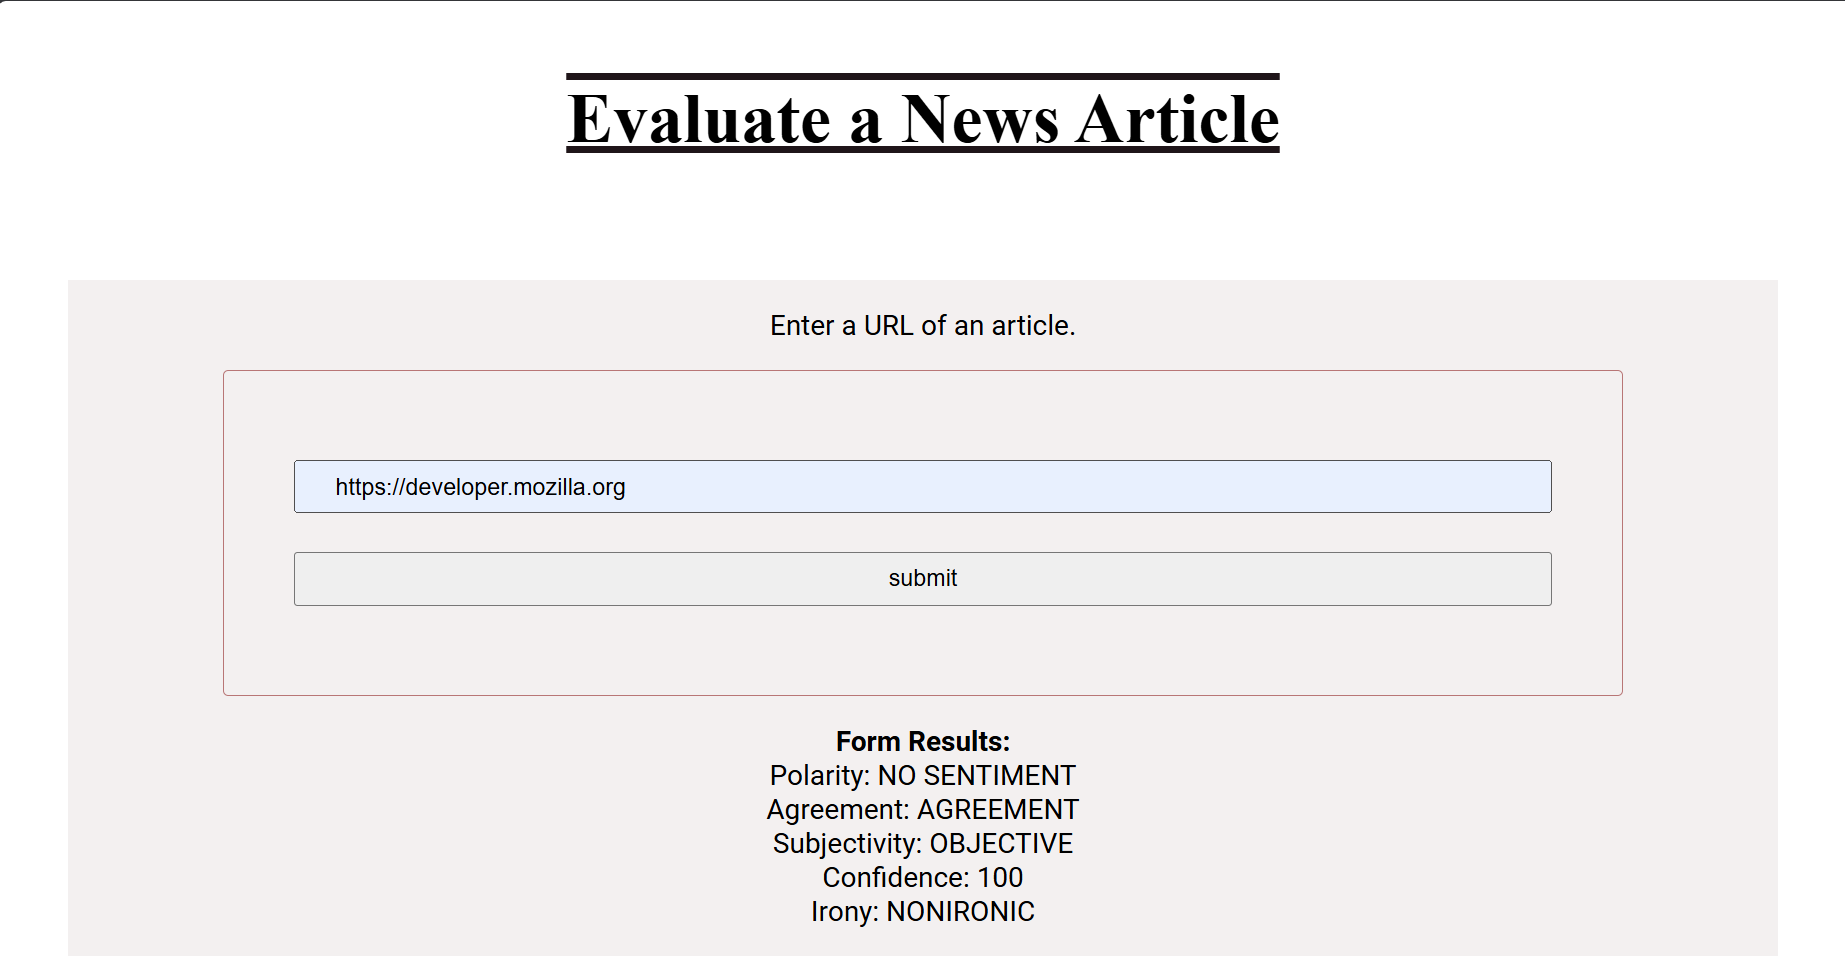 Evaluate a News Article
Enter a URL of an article.
https://developer.mozilla.org
submit
Form Results:
Polarity: NO SENTIMENT
Agreement: AGREEMENT
Subjectivity: OBJECTIVE
Confidence: 100
Irony: NONIRONIC